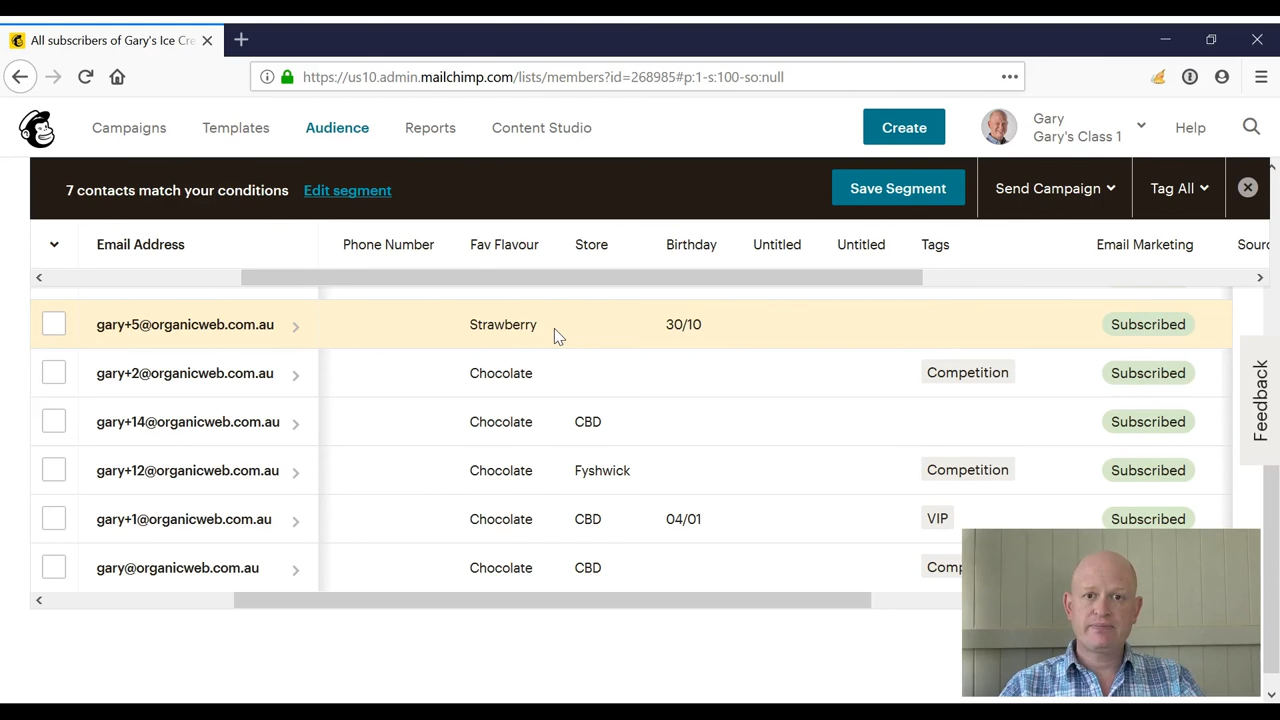 All subscribers of Gary's Ice Cre
https://us10.admin.mailchimp.com/lists/members?id=268985#p:1-s:100-so:null
Campaigns Templates Audience Reports Content Studio Create Gary Help
Gary's Class 1
7 contacts match your conditions Edit segment Save Segment Send Campaign Tag All
Email Address Phone Number Fav Flavour Store Birthday Untitled Untitled Tags Email Marketing Sour
gary+5@organicweb.com.au Strawberry 30/10 Subscribed
gary+2@organicweb.com.au Chocolate Competition Subscribed
gary+14@organicweb.com.au Chocolate CBD Subscribed
gary+12@organicweb.com.au Chocolate Fyshwick Competition Subscribed
gary+1@organicweb.com.au Chocolate CBD 04/01 VIP Subscribed
gary@organicweb.com.au Chocolate CBD Comp
Feedback